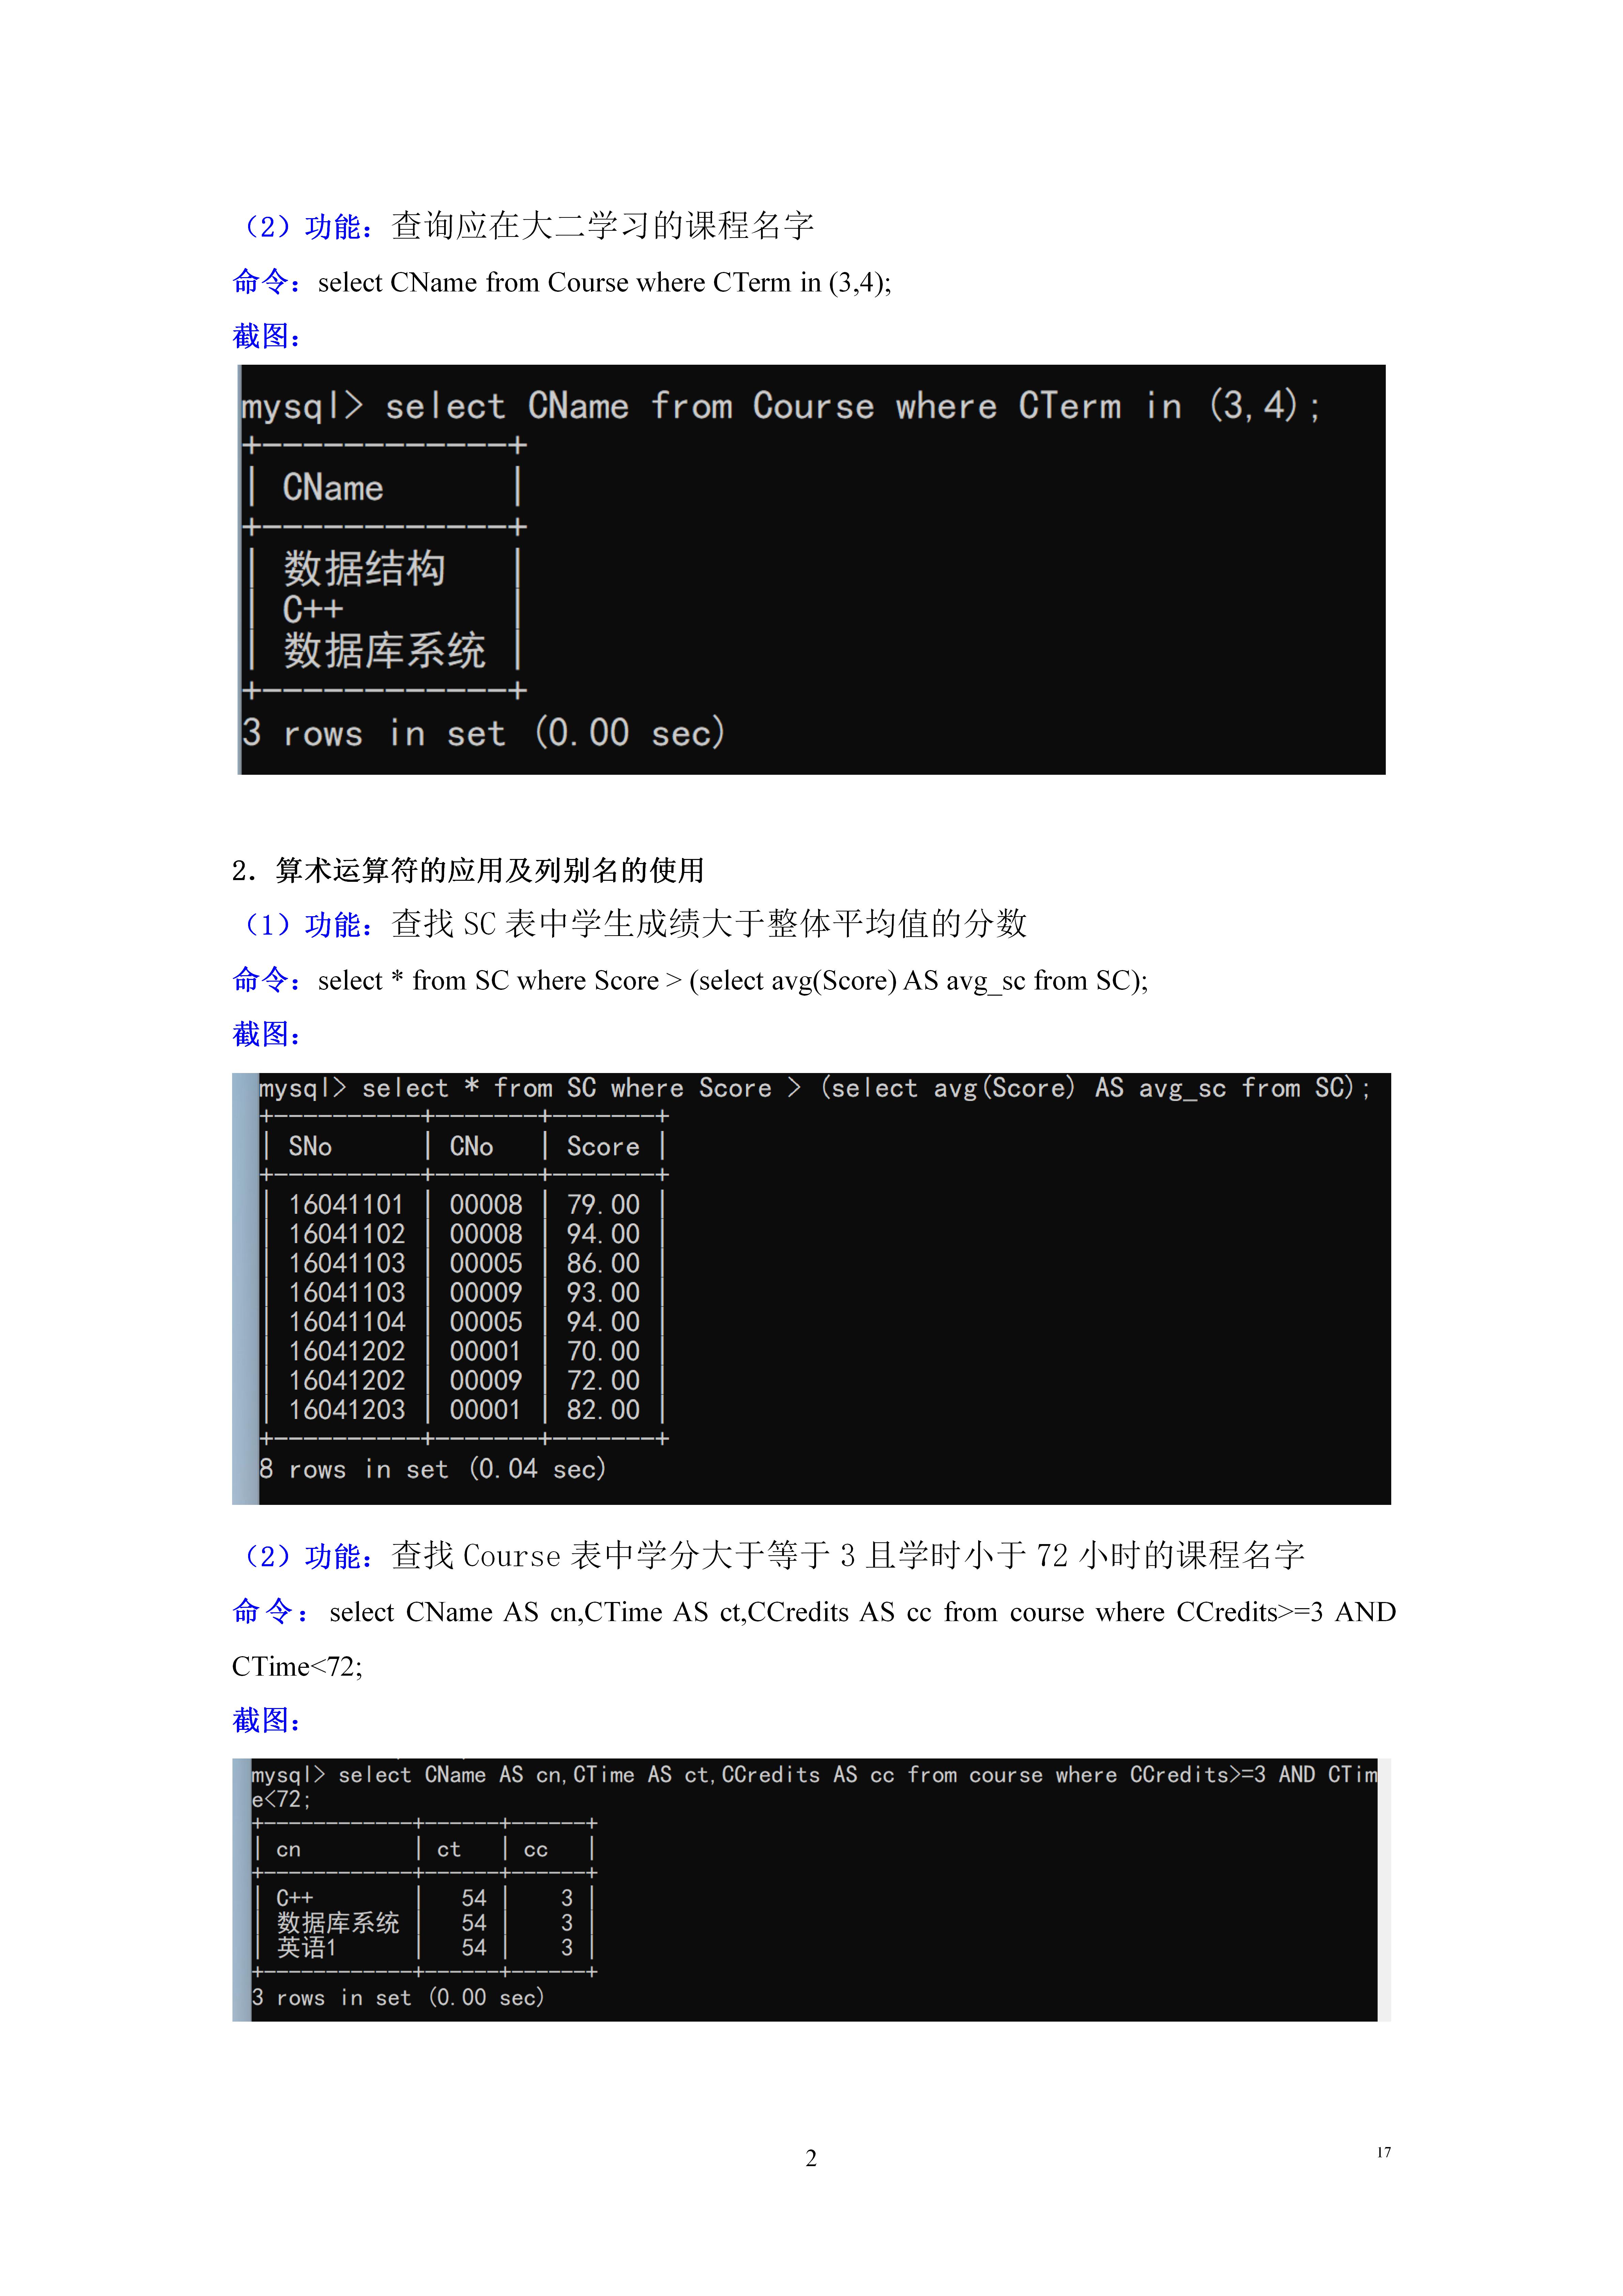 （2）功能：查询应在大二学习的课程名字
命令：select CName from Course where CTerm in (3,4);
截图：
mysql> select CName from Course where CTerm in (3,4);
+------------+
| CName      |
+------------+
| 数据结构   |
| C++        |
| 数据库系统 |
+------------+
3 rows in set (0.00 sec)
2．算术运算符的应用及列别名的使用
（1）功能：查找 SC 表中学生成绩大于整体平均值的分数
命令：select * from SC where Score > (select avg(Score) AS avg_sc from SC);
截图：
mysql> select * from SC where Score > (select avg(Score) AS avg_sc from SC);
+----------+-------+-------+
| SNo      | CNo   | Score |
+----------+-------+-------+
| 16041101 | 00008 | 79.00 |
| 16041102 | 00008 | 94.00 |
| 16041103 | 00005 | 86.00 |
| 16041103 | 00009 | 93.00 |
| 16041104 | 00005 | 94.00 |
| 16041202 | 00001 | 70.00 |
| 16041202 | 00009 | 72.00 |
| 16041203 | 00001 | 82.00 |
+----------+-------+-------+
8 rows in set (0.04 sec)
（2）功能：查找 Course 表中学分大于等于 3 且学时小于 72 小时的课程名字
命令：select CName AS cn,CTime AS ct,CCredits AS cc from course where CCredits>=3 AND
CTime<72;
截图：
mysql> select CName AS cn,CTime AS ct,CCredits AS cc from course where CCredits>=3 AND CTim
e<72;
+------------+------+------+
| cn         | ct   | cc   |
+------------+------+------+
| C++        |   54 |    3 |
| 数据库系统 |   54 |    3 |
| 英语1      |   54 |    3 |
+------------+------+------+
3 rows in set (0.00 sec)
2
17